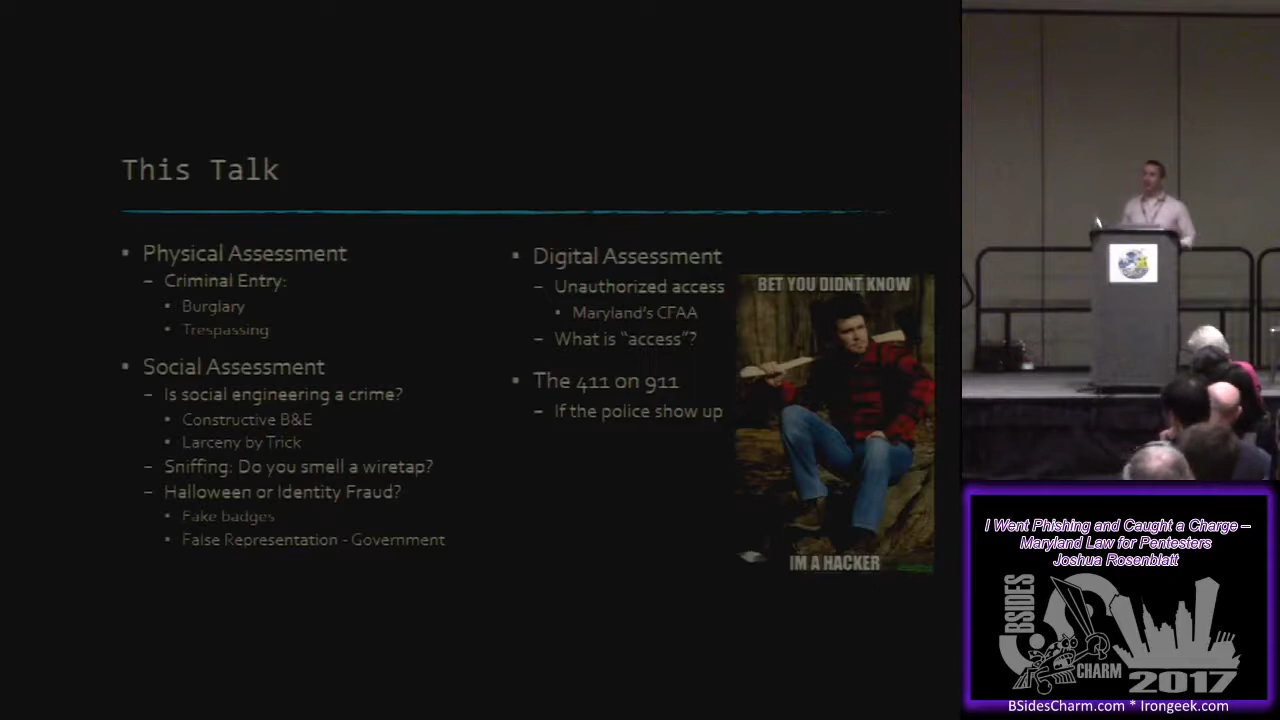 This Talk
▪ Physical Assessment
– Criminal Entry:
▪ Burglary
▪ Trespassing
▪ Social Assessment
– Is social engineering a crime?
▪ Constructive B&E
▪ Larceny by Trick
– Sniffing: Do you smell a wiretap?
– Halloween or Identity Fraud?
▪ Fake badges
▪ False Representation - Government
▪ Digital Assessment
– Unauthorized access
▪ Maryland's CFAA
– What is “access”?
▪ The 411 on 911
– If the police show up
BET YOU DIDNT KNOW
IM A HACKER
I Went Phishing and Caught a Charge –
Maryland Law for Pentesters
Joshua Rosenblatt
BSIDES
CHARM
2017
BSidesCharm.com * Irongeek.com